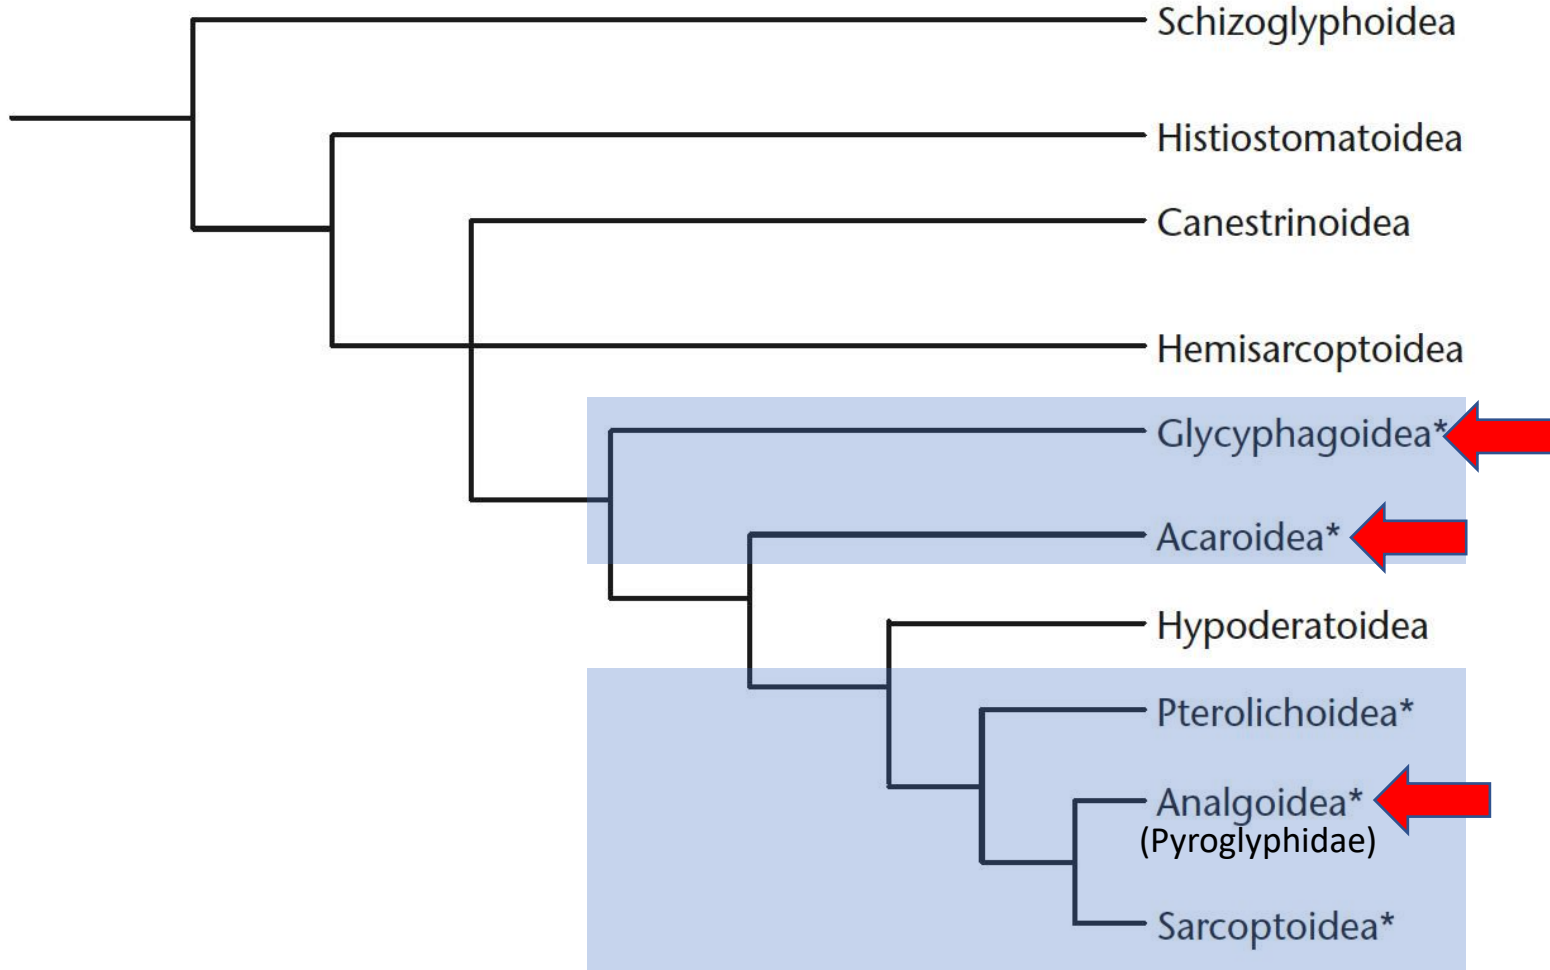 Schizoglyphoidea
Histiostomatoidea
Canestrinoidea
Hemisarcoptoidea
Glycyphagoidea*
Acaroidea*
Hypoderatoidea
Pterolichoidea*
Analgoidea*
(Pyroglyphidae)
Sarcoptoidea*